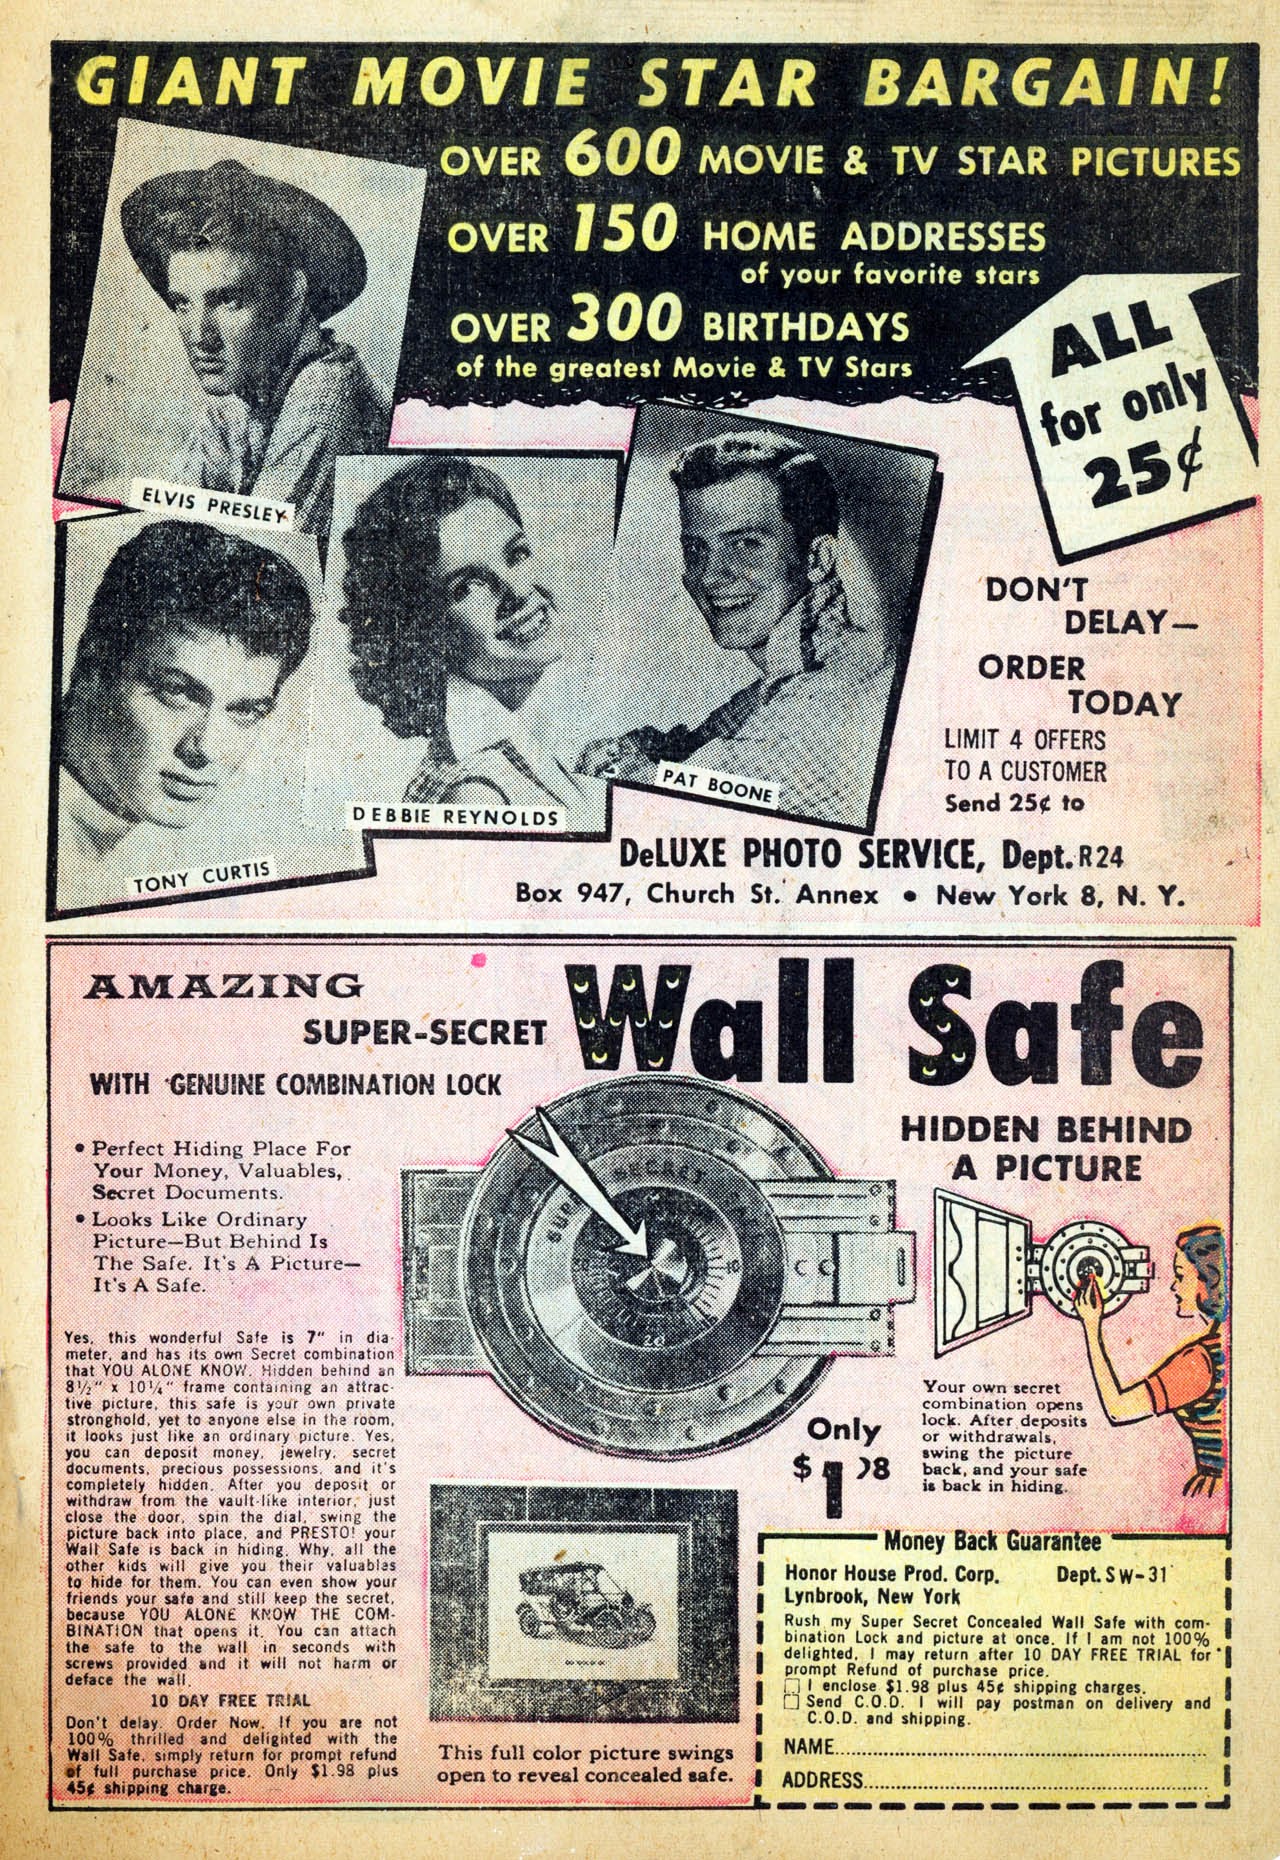 GIANT MOVIE STAR BARGAIN!
OVER 600 MOVIE & TV STAR PICTURES
OVER 150 HOME ADDRESSES
of your favorite stars
OVER 300 BIRTHDAYS
of the greatest Movie & TV Stars
ALL
for only
25¢
ELVIS PRESLEY
TONY CURTIS
DEBBIE REYNOLDS
PAT BOONE
DON'T
DELAY—
ORDER
TODAY
LIMIT 4 OFFERS
TO A CUSTOMER
Send 25¢ to
DeLUXE PHOTO SERVICE, Dept. R24
Box 947, Church St. Annex • New York 8, N. Y.
AMAZING
SUPER-SECRET Wall Safe
WITH GENUINE COMBINATION LOCK
HIDDEN BEHIND
A PICTURE
• Perfect Hiding Place For
Your Money, Valuables,
Secret Documents.
• Looks Like Ordinary
Picture—But Behind Is
The Safe. It's A Picture—
It's A Safe.
SUPER SECRET SAFE
10
20
30
Yes, this wonderful Safe is 7" in dia-
meter, and has its own Secret combination
that YOU ALONE KNOW. Hidden behind an
8½" x 10¼" frame containing an attrac-
tive picture, this safe is your own private
stronghold, yet to anyone else in the room,
it looks just like an ordinary picture. Yes,
you can deposit money, jewelry, secret
documents, precious possessions, and it's
completely hidden. After you deposit or
withdraw from the vault-like interior, just
close the door, spin the dial, swing the
picture back into place, and PRESTO! your
Wall Safe is back in hiding. Why, all the
other kids will give you their valuables
to hide for them. You can even show your
friends your safe and still keep the secret,
because YOU ALONE KNOW THE COM-
BINATION that opens it. You can attach
the safe to the wall in seconds with
screws provided and it will not harm or
deface the wall.
10 DAY FREE TRIAL
Don't delay. Order Now. If you are not
100% thrilled and delighted with the
Wall Safe, simply return for prompt refund
of full purchase price. Only $1.98 plus
45¢ shipping charge.
Only
$1.98
Your own secret
combination opens
lock. After deposits
or withdrawals,
swing the picture
back, and your safe
is back in hiding.
This full color picture swings
open to reveal concealed safe.
Money Back Guarantee
Honor House Prod. Corp. Dept. SW-31
Lynbrook, New York
Rush my Super Secret Concealed Wall Safe with com-
bination Lock and picture at once. If I am not 100%
delighted, I may return after 10 DAY FREE TRIAL for
prompt Refund of purchase price.
☐ I enclose $1.98 plus 45¢ shipping charges.
☐ Send C.O.D. I will pay postman on delivery and
C.O.D. and shipping.
NAME
ADDRESS